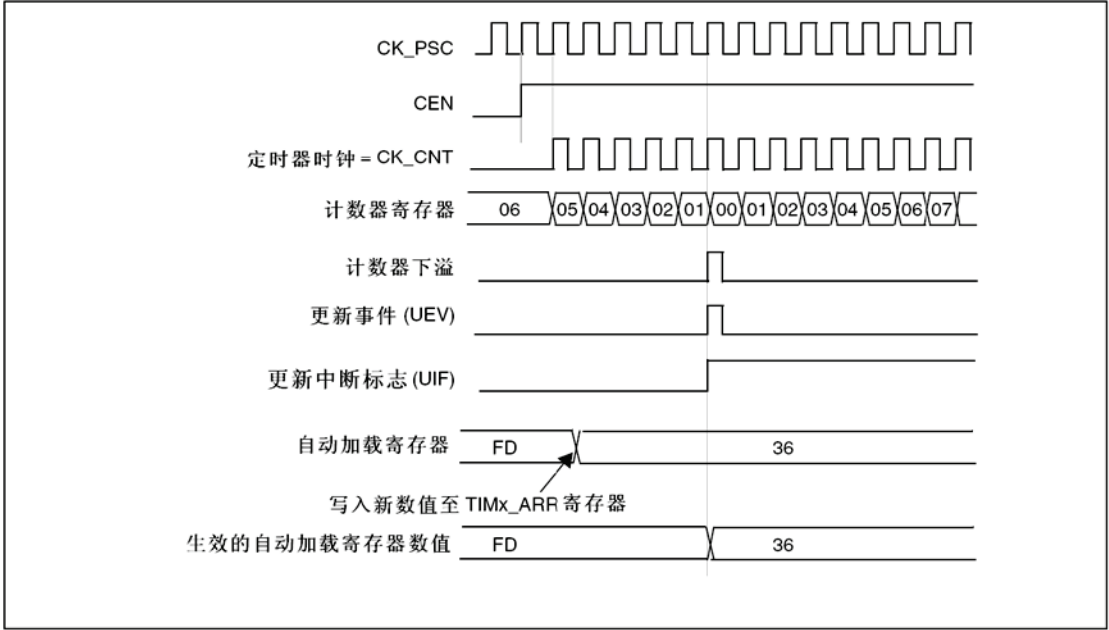 CK_PSC
CEN
定时器时钟 = CK_CNT
计数器寄存器 06 05 04 03 02 01 00 01 02 03 04 05 06 07
计数器下溢
更新事件 (UEV)
更新中断标志 (UIF)
自动加载寄存器 FD 36
写入新数值至 TIMx_ARR 寄存器
生效的自动加载寄存器数值 FD 36